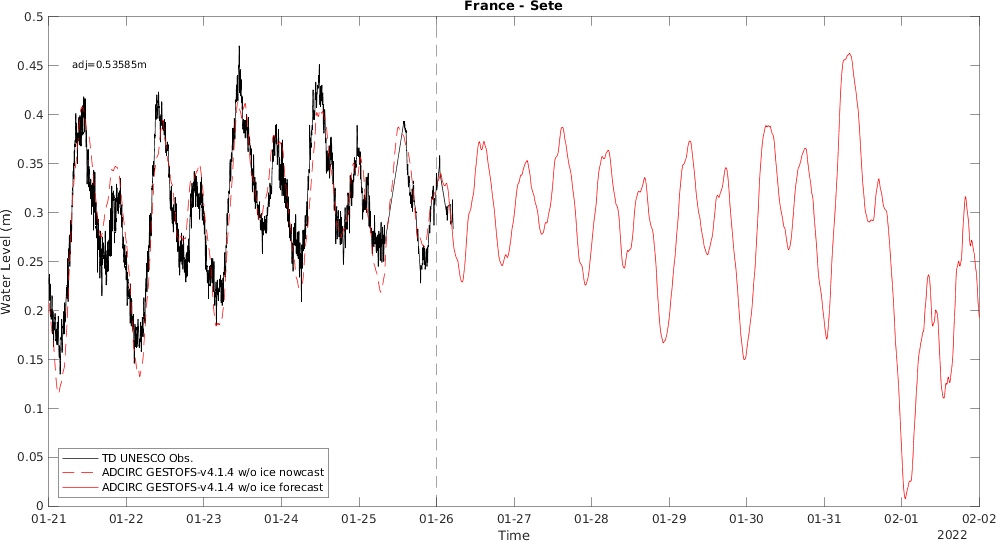 France - Sete
0.5
0.45
0.4
0.35
0.3
0.25
0.2
0.15
0.1
0.05
0
Water Level (m)
adj=0.53585m
TD UNESCO Obs.
ADCIRC GESTOFS-v4.1.4 w/o ice nowcast
ADCIRC GESTOFS-v4.1.4 w/o ice forecast
01-21 01-22 01-23 01-24 01-25 01-26 01-27 01-28 01-29 01-30 01-31 02-01 02-02
Time
2022